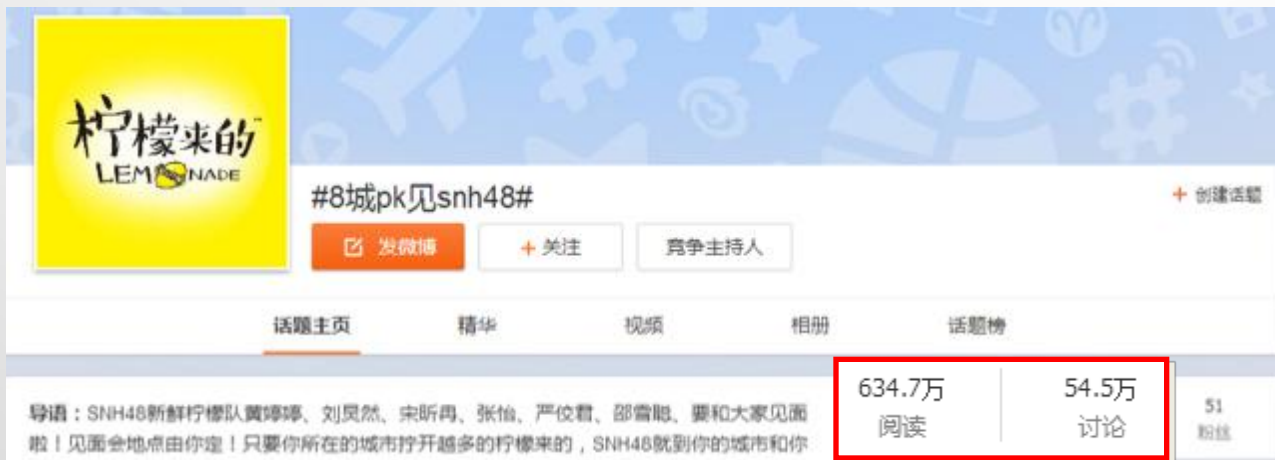 柠檬来的
LEMONADE
#8城pk见snh48#
+ 创建话题
发微博
+ 关注
竞争主持人
话题主页
精华
视频
相册
话题榜
634.7万
阅读
54.5万
讨论
51
粉丝
导语：SNH48新鲜柠檬队黄婷婷、刘炅然、宋昕冉、张怡、严佼君、邵雪聪、要和大家见面
啦！见面会地点由你定！只要你所在的城市拧开越多的柠檬来的，SNH48就到你的城市和你